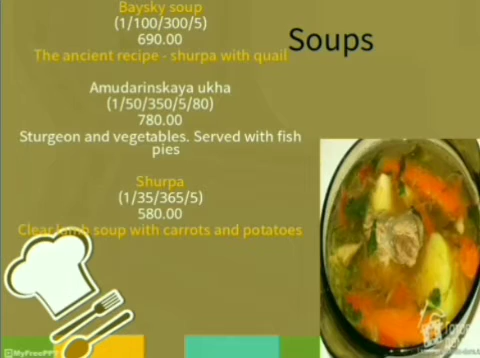 Baysky soup
(1/100/300/5)
690.00
The ancient recipe - shurpa with quail
Soups
Amudarinskaya ukha
(1/50/350/5/80)
780.00
Sturgeon and vegetables. Served with fish
pies
Shurpa
(1/35/365/5)
580.00
Clear lamb soup with carrots and potatoes